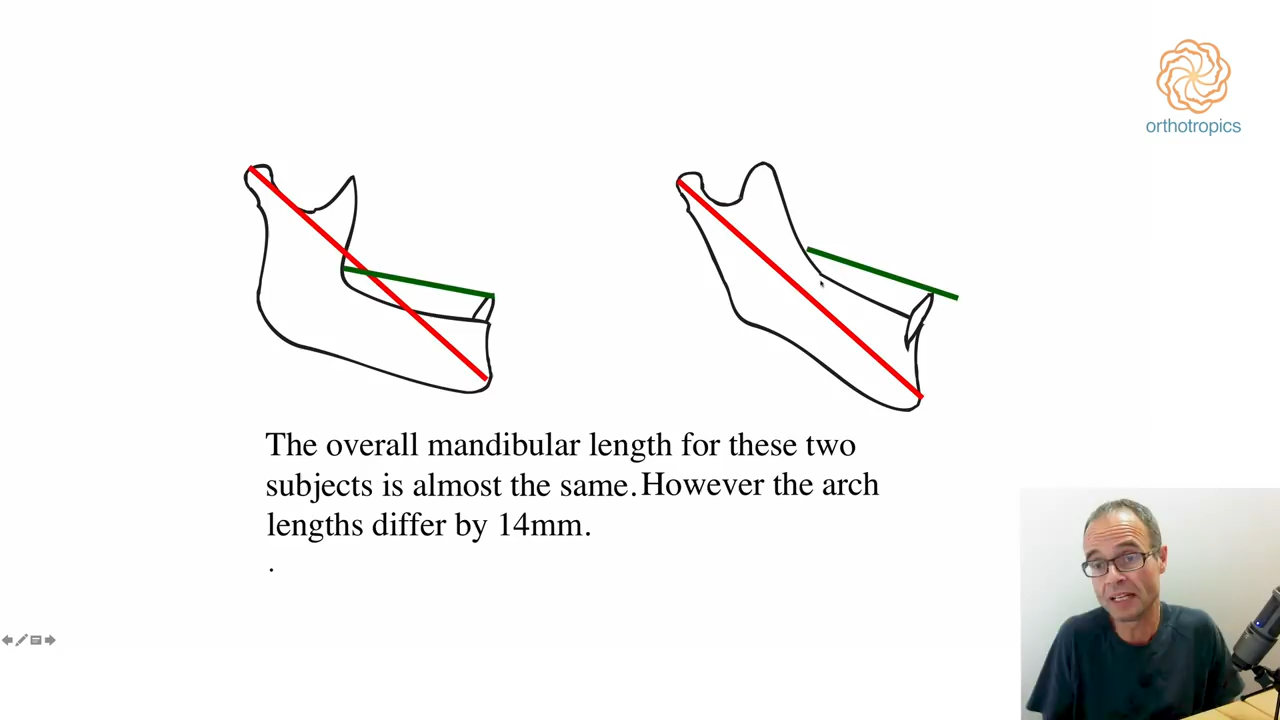 orthotropics
The overall mandibular length for these two
subjects is almost the same. However the arch
lengths differ by 14mm.
.